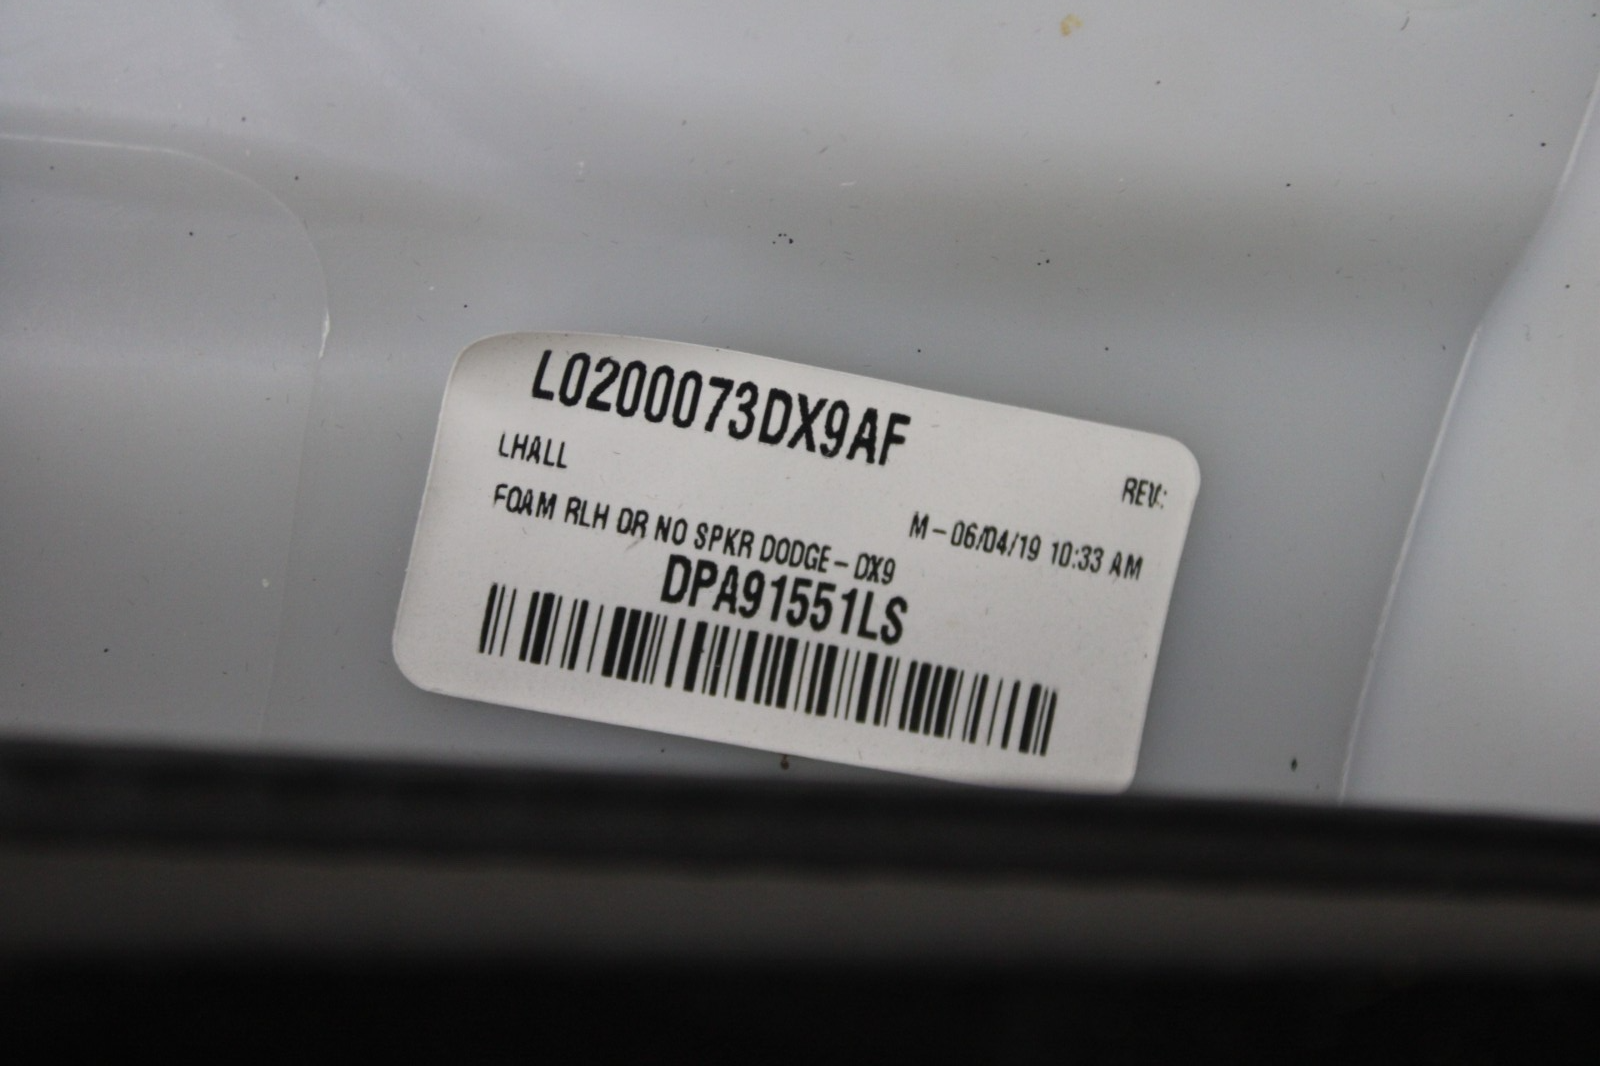 L0200073DX9AF
LHALL
REV:
M-06/04/19 10:33 AM
FOAM RLH DR NO SPKR DODGE-DX9
DPA91551LS